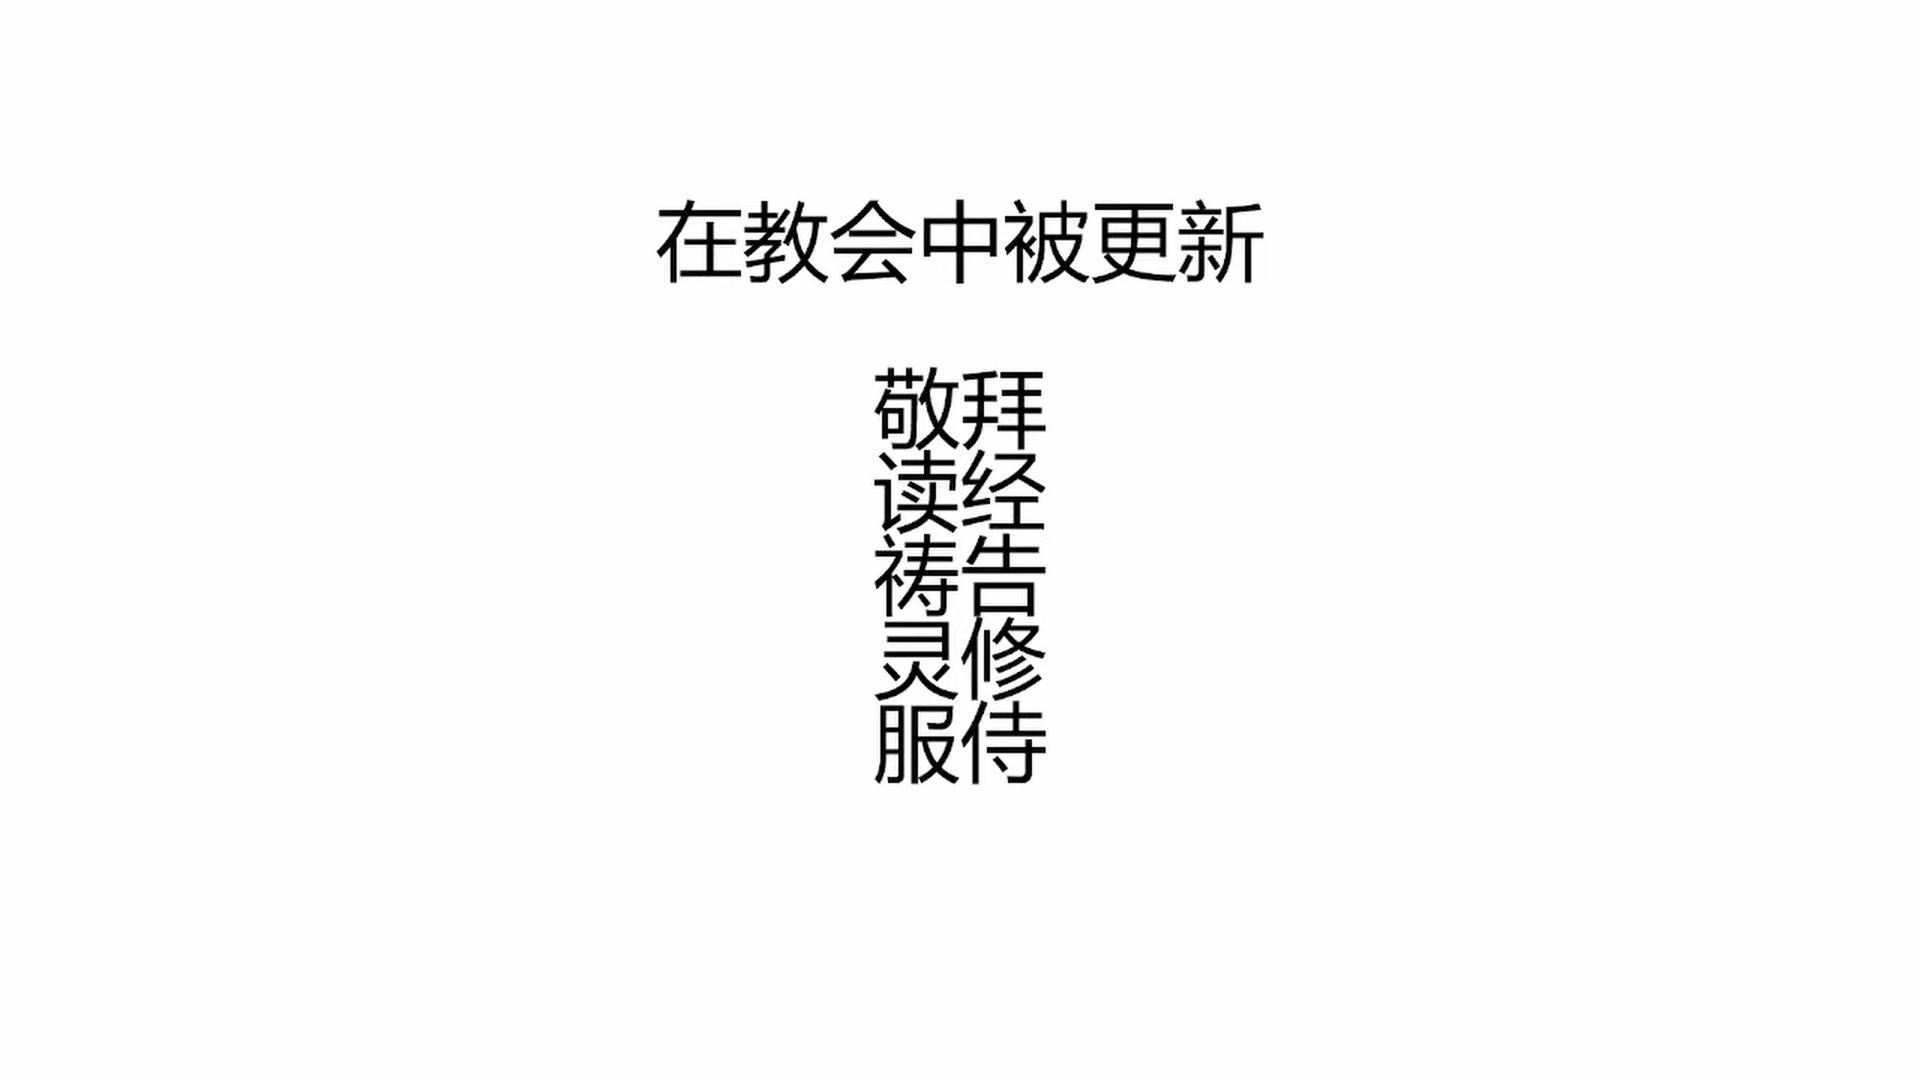 在教会中被更新
敬拜
读经
祷告
灵修
服侍